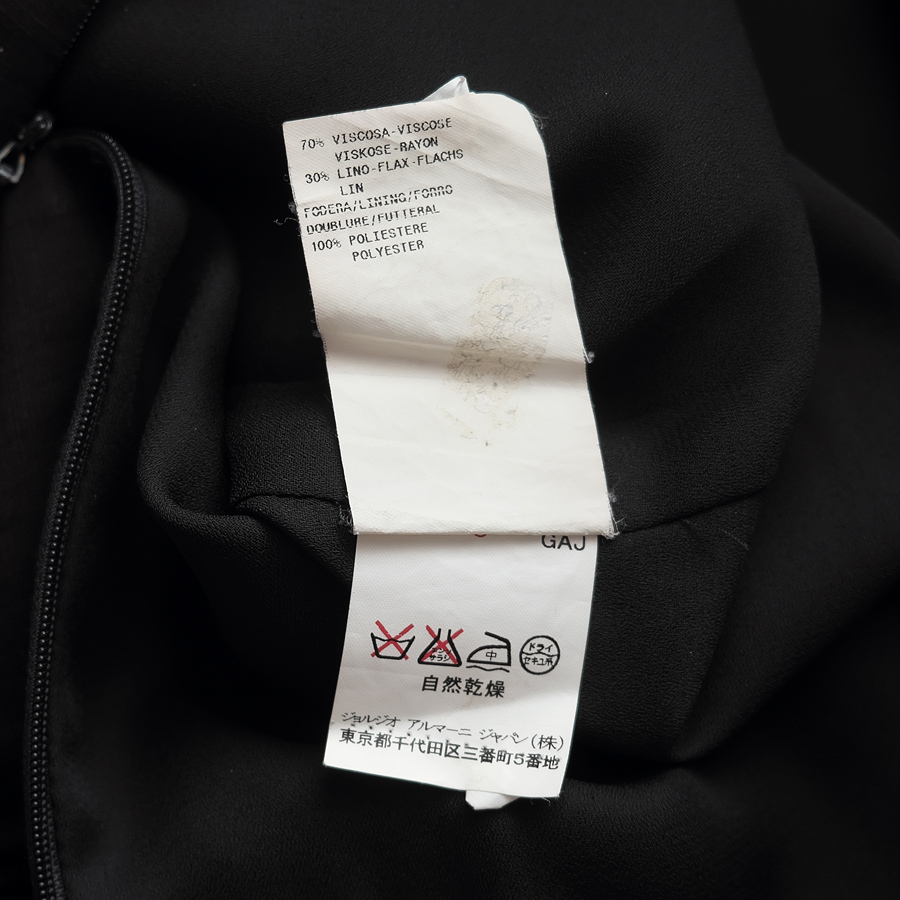 70% VISCOSA-VISCOSE
VISKOSE-RAYON
30% LINO-FLAX-FLACHS
LIN
FODERA/LINING/FORRO
DOUBLURE/FUTTERAL
100% POLIESTERE
POLYESTER
GAJ
中
ドライ
セキユ系
自然乾燥
ジョルジオ アルマーニ ジャパン(株)
東京都千代田区三番町5番地